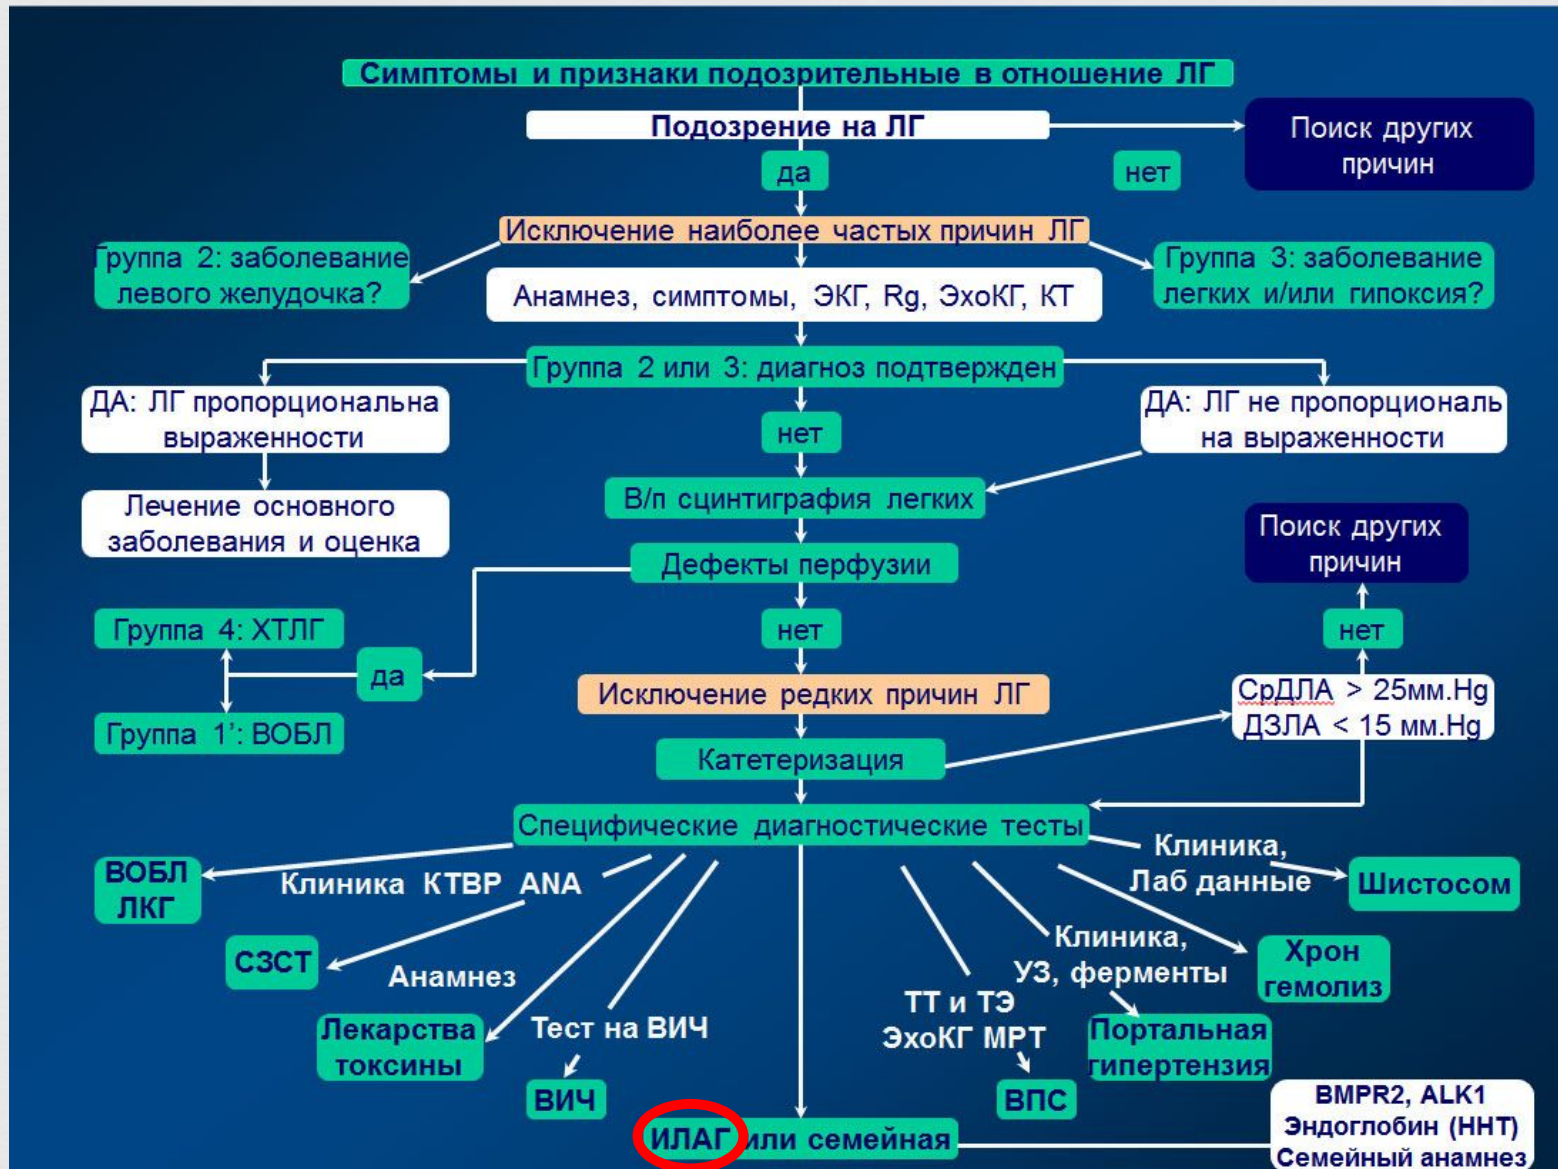 Симптомы и признаки подозрительные в отношение ЛГ
Подозрение на ЛГ
Поиск других
причин
да
нет
Исключение наиболее частых причин ЛГ
Группа 2: заболевание
левого желудочка?
Группа 3: заболевание
легких и/или гипоксия?
Анамнез, симптомы, ЭКГ, Rg, ЭхоКГ, КТ
Группа 2 или 3: диагноз подтвержден
ДА: ЛГ пропорциональна
выраженности
нет
ДА: ЛГ не пропорциональ
на выраженности
Лечение основного
заболевания и оценка
В/п сцинтиграфия легких
Поиск других
причин
Дефекты перфузии
Группа 4: ХТЛГ
нет
нет
да
Исключение редких причин ЛГ
СрДЛА > 25мм.Hg
ДЗЛА < 15 мм.Hg
Группа 1’: ВОБЛ
Катетеризация
Специфические диагностические тесты
ВОБЛ
ЛКГ
Клиника КТВР ANA
Клиника,
Лаб данные
Шистосом
СЗСТ
Анамнез
Клиника,
УЗ, ферменты
Хрон
гемолиз
Лекарства
токсины
Тест на ВИЧ
ТТ и ТЭ
ЭхоКГ МРТ
Портальная
гипертензия
ВИЧ
ВПС
ИЛАГ или семейная
BMPR2, ALK1
Эндоглобин (ННТ)
Семейный анамнез